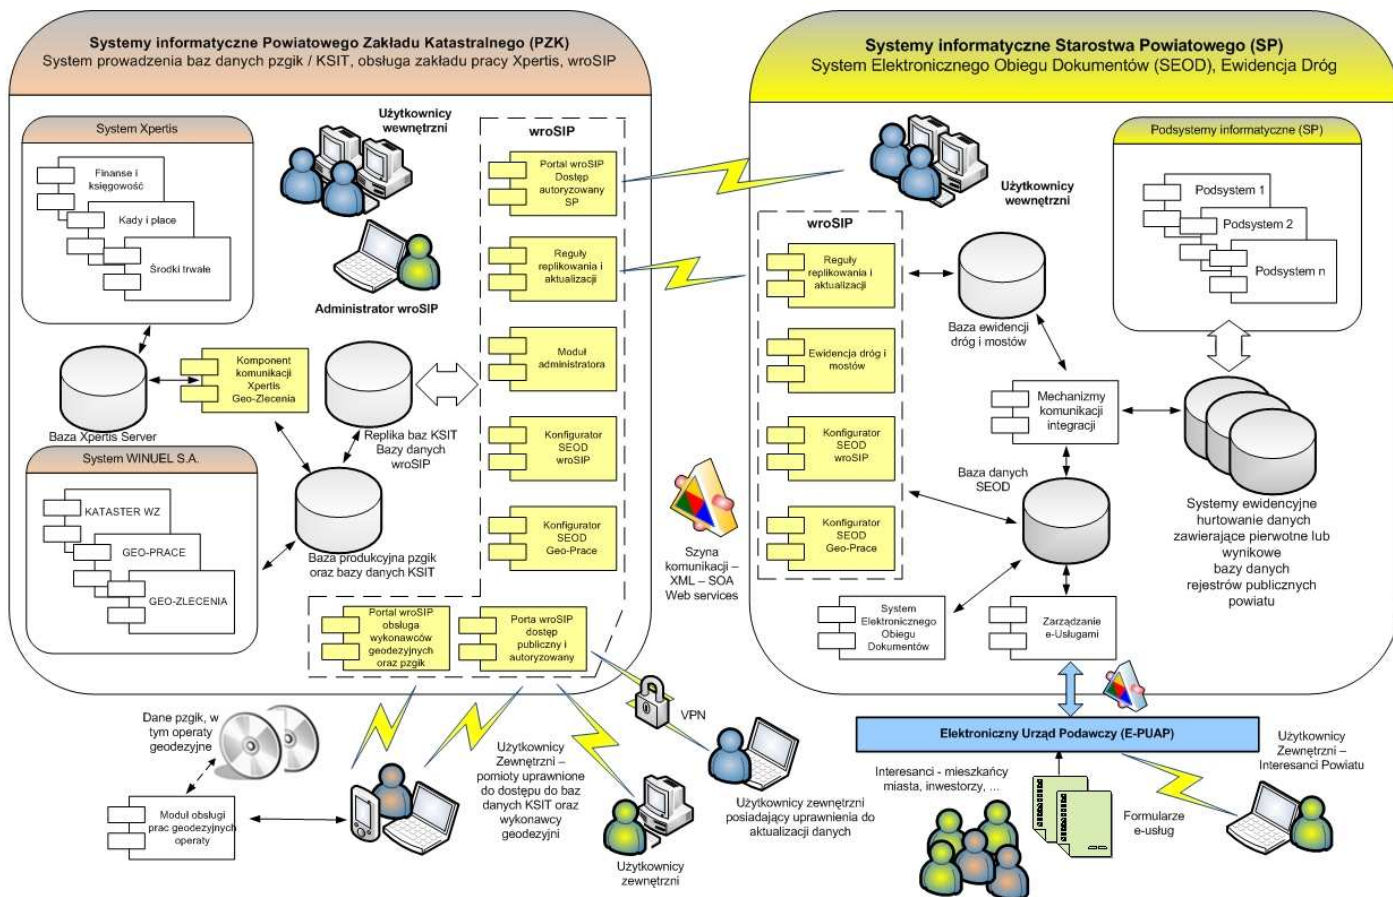 Systemy informatyczne Powiatowego Zakładu Katastralnego (PZK)
System prowadzenia baz danych pzgik / KSIT, obsługa zakładu pracy Xpertis, wroSIP
System Xpertis
Finanse i
księgowość
Kady i płace
Środki trwałe
Użytkownicy
wewnętrzni
Administrator wroSIP
wroSIP
Portal wroSIP
Dostęp
autoryzowany
SP
Reguły
replikowania i
aktualizacji
Moduł
administratora
Konfigurator
SEOD
wroSIP
Konfigurator
SEOD
Geo-Prace
Baza Xpertis Server
Komponent
komunikacji
Xpertis
Geo-Zlecenia
Replika baz KSIT
Bazy danych
wroSIP
System WINUEL S.A.
KATASTER WZ
GEO-PRACE
GEO-ZLECENIA
Baza produkcyjna pzgik
oraz bazy danych KSIT
Portal wroSIP
obsługa
wykonawców
geodezyjnych
oraz pzgik
Porta wroSIP
dostęp
publiczny i
autoryzowany
Szyna
komunikacji –
XML – SOA
Web services
Systemy informatyczne Starostwa Powiatowego (SP)
System Elektronicznego Obiegu Dokumentów (SEOD), Ewidencja Dróg
Użytkownicy
wewnętrzni
Podsystemy informatyczne (SP)
Podsystem 1
Podsystem 2
Podsystem n
wroSIP
Reguły
replikowania i
aktualizacji
Ewidencja dróg i
mostów
Konfigurator
SEOD
wroSIP
Konfigurator
SEOD
Geo-Prace
Baza ewidencji
dróg i mostów
Mechanizmy
komunikacji
integracji
Baza danych
SEOD
Systemy ewidencyjne
hurtowanie danych
zawierające pierwotne lub
wynikowe
bazy danych
rejestrów publicznych
powiatu
System
Elektronicznego
Obiegu
Dokumentów
Zarządzanie
e-Usługami
Dane pzgik, w
tym operaty
geodezyjne
Moduł obsługi
prac geodezyjnych
operaty
Użytkownicy
Zewnętrzni –
pomioty uprawnione
do dostępu do baz
danych KSIT oraz
wykonawcy
geodezyjni
Użytkownicy
zewnętrzni
VPN
Użytkownicy zewnętrzni
posiadający uprawnienia do
aktualizacji danych
Elektroniczny Urząd Podawczy (E-PUAP)
Interesanci - mieszkańcy
miasta, inwestorzy, ...
Formularze
e-usług
Użytkownicy
Zewnętrzni –
Interesanci Powiatu